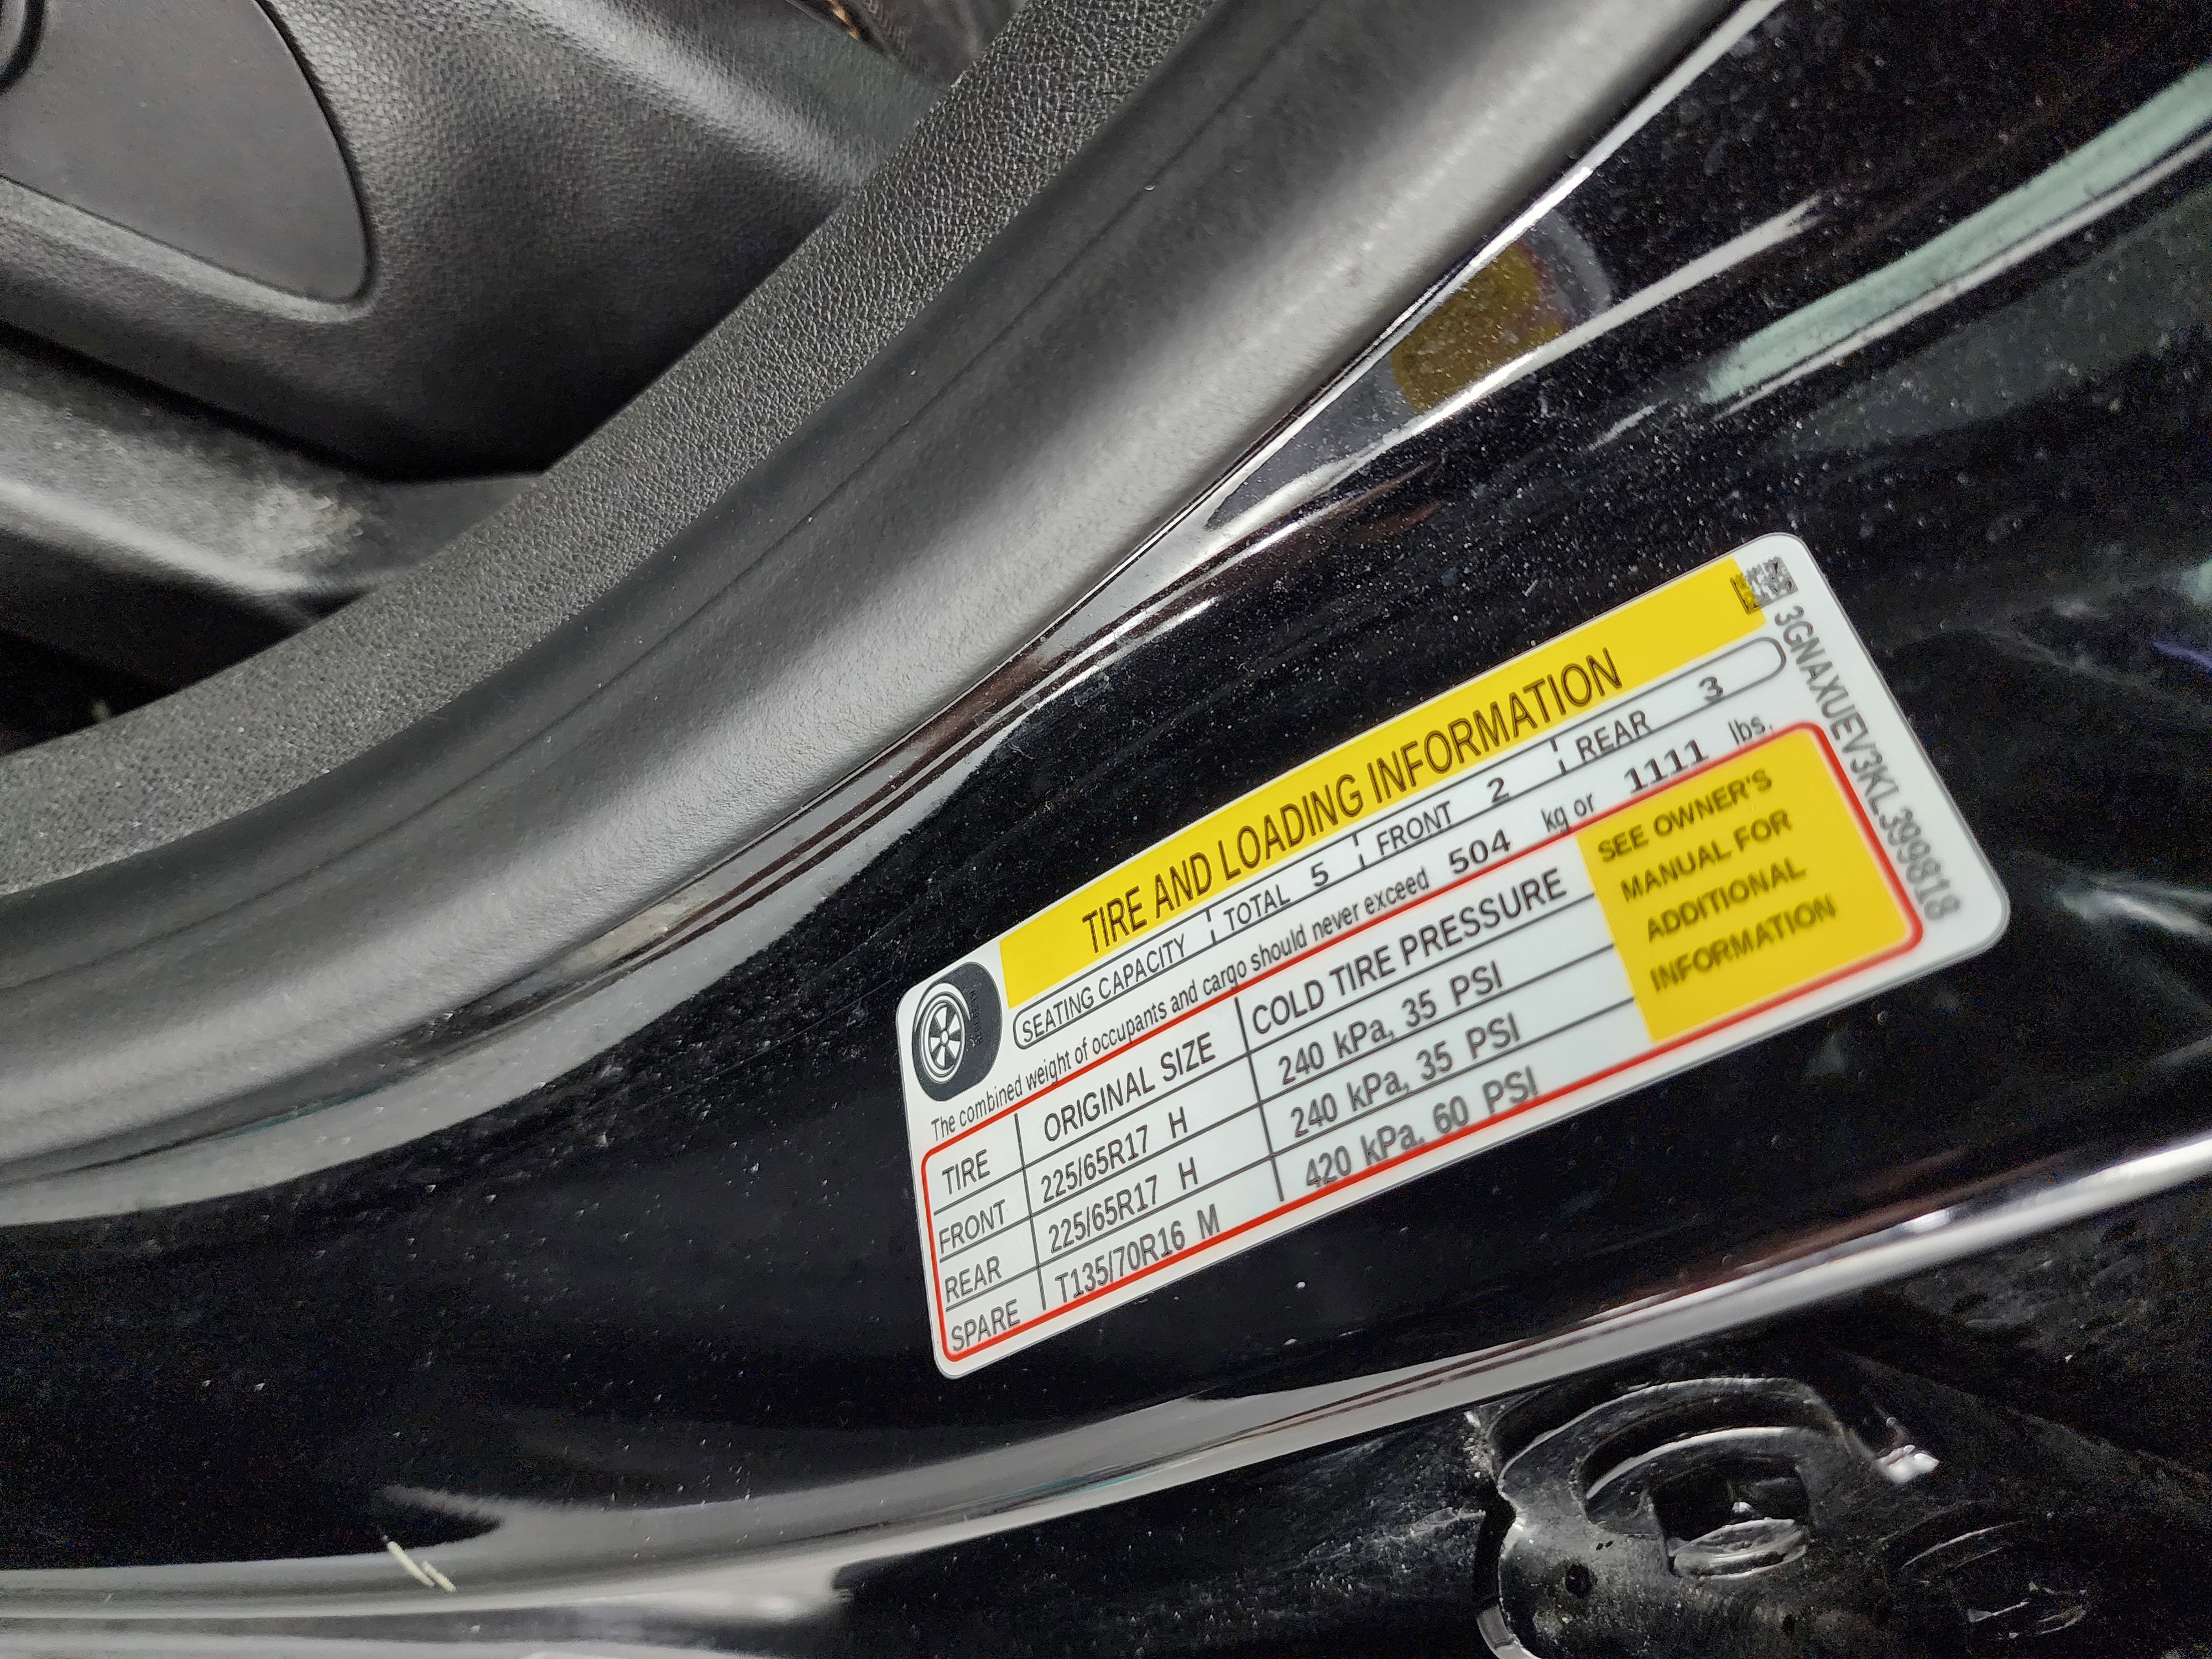 TIRE AND LOADING INFORMATION
SEATING CAPACITY TOTAL 5 FRONT 2 REAR 3
The combined weight of occupants and cargo should never exceed 504 kg or 1111 lbs.
TIRE ORIGINAL SIZE COLD TIRE PRESSURE
FRONT 225/65R17 H 240 kPa, 35 PSI
REAR 225/65R17 H 240 kPa, 35 PSI
SPARE T135/70R16 M 420 kPa, 60 PSI
SEE OWNER'S
MANUAL FOR
ADDITIONAL
INFORMATION
3GNAXUEV3KL399818